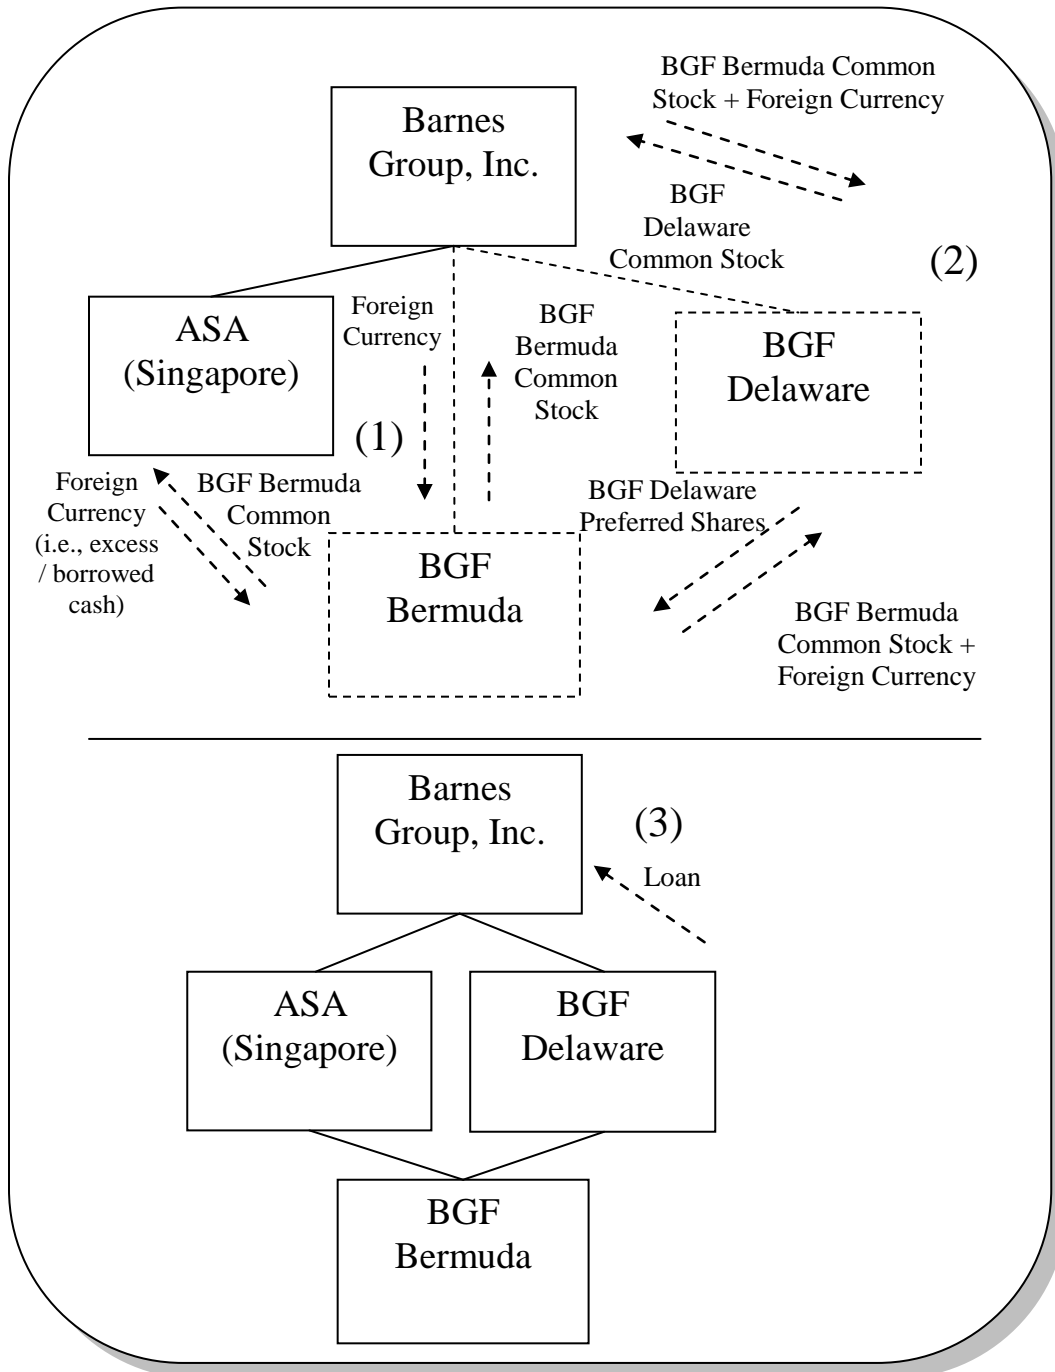 BGF Bermuda Common
Stock + Foreign Currency
Barnes
Group, Inc.
BGF
Delaware
Common Stock
(2)
ASA
(Singapore)
Foreign
Currency
BGF
Bermuda
Common
Stock
BGF
Delaware
(1)
Foreign
Currency
(i.e., excess
/ borrowed
cash)
BGF Bermuda
Common
Stock
BGF Delaware
Preferred Shares
BGF
Bermuda
BGF Bermuda
Common Stock +
Foreign Currency
Barnes
Group, Inc.
(3)
Loan
ASA
(Singapore)
BGF
Delaware
BGF
Bermuda